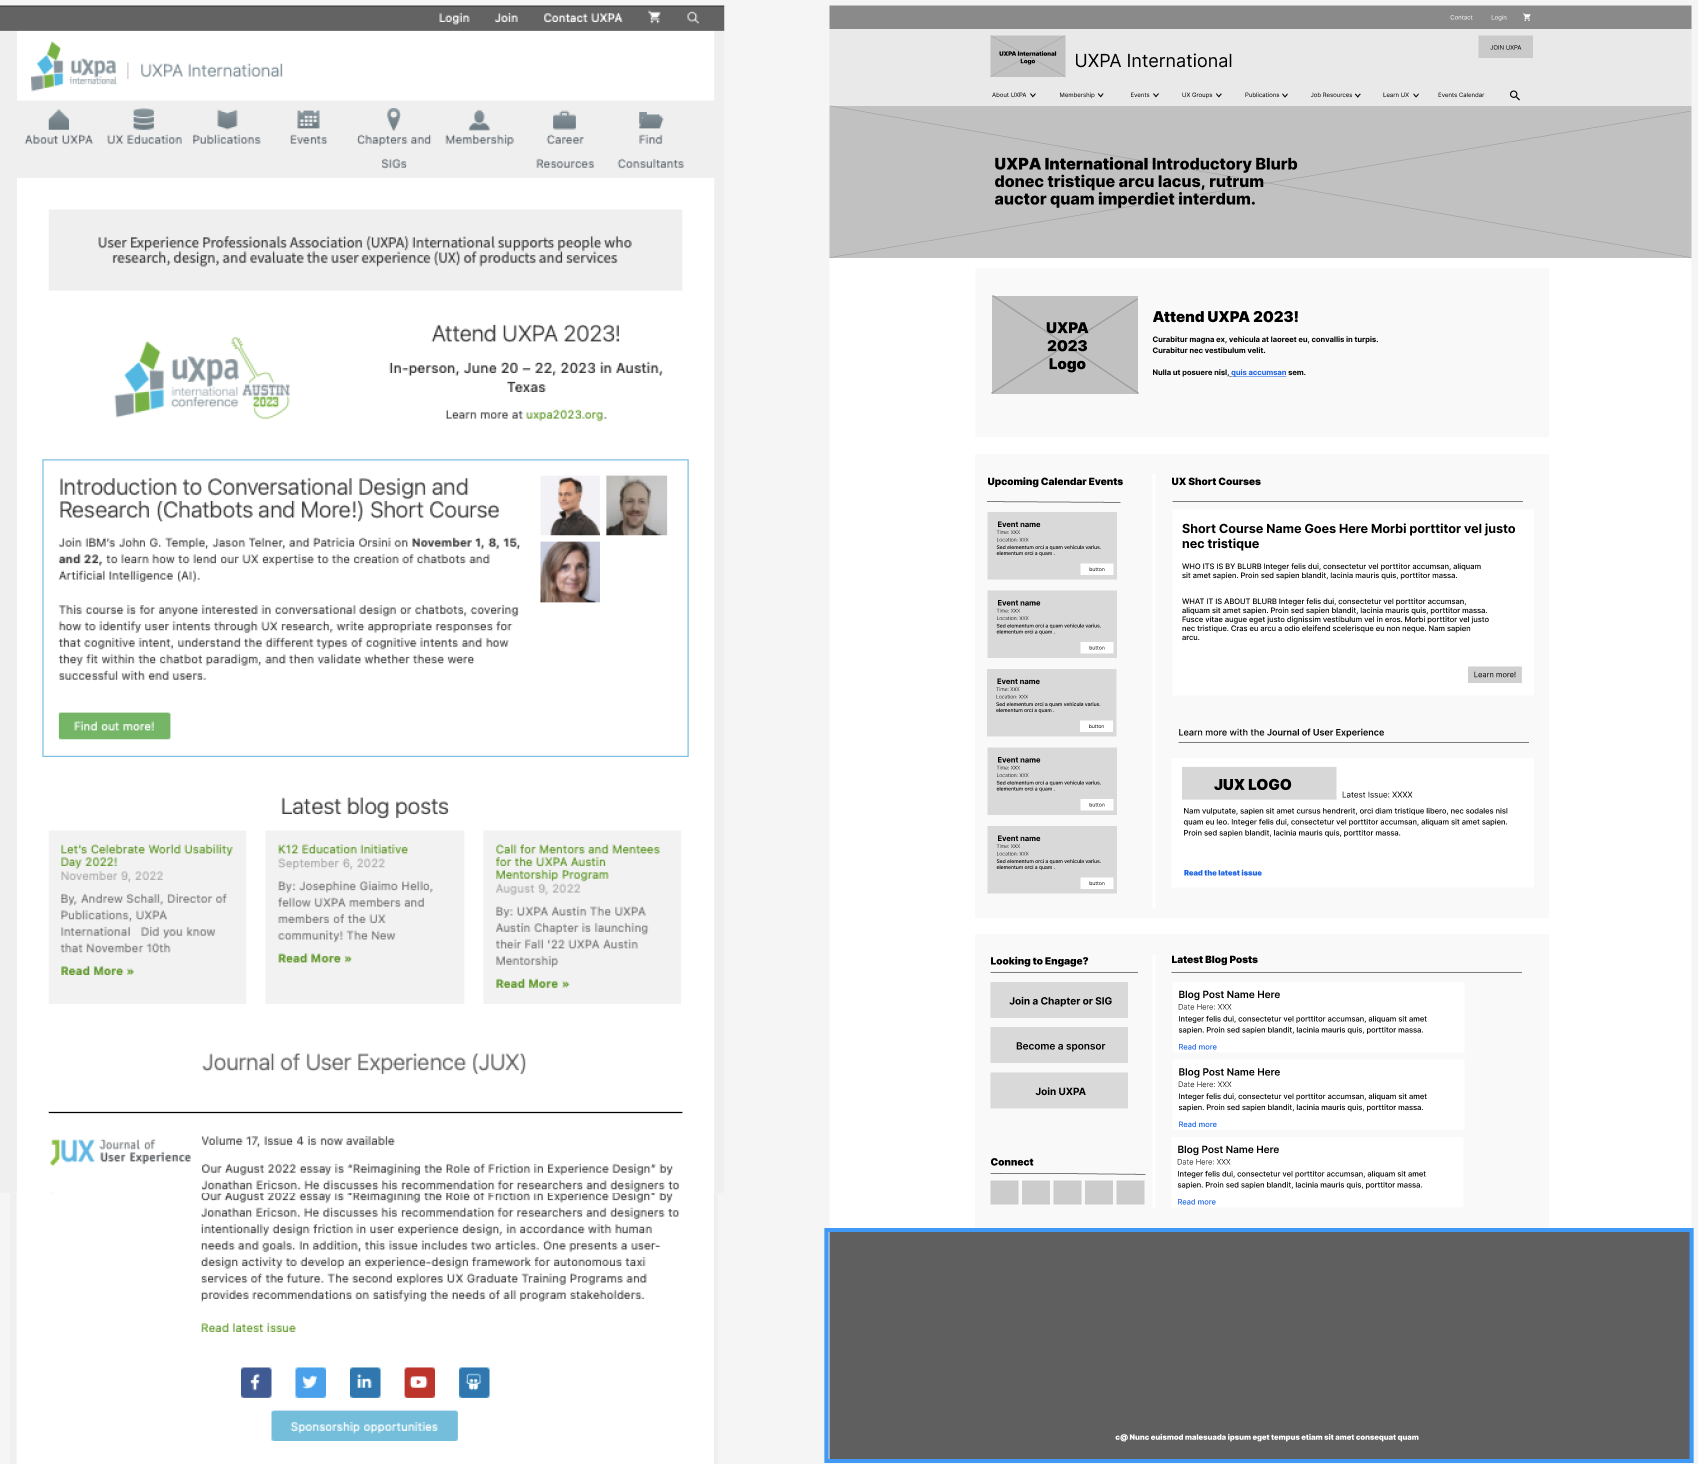 Login Join Contact UXPA
uxpa
international
UXPA International
About UXPA UX Education Publications Events Chapters and SIGs Membership Career Resources Find Consultants
User Experience Professionals Association (UXPA) International supports people who
research, design, and evaluate the user experience (UX) of products and services
uxpa
international
conference
AUSTIN
2023
Attend UXPA 2023!
In-person, June 20 – 22, 2023 in Austin,
Texas
Learn more at uxpa2023.org.
Introduction to Conversational Design and
Research (Chatbots and More!) Short Course
Join IBM's John G. Temple, Jason Telner, and Patricia Orsini on November 1, 8, 15,
and 22, to learn how to lend our UX expertise to the creation of chatbots and
Artificial Intelligence (AI).
This course is for anyone interested in conversational design or chatbots, covering
how to identify user intents through UX research, write appropriate responses for
that cognitive intent, understand the different types of cognitive intents and how
they fit within the chatbot paradigm, and then validate whether these were
successful with end users.
Find out more!
Latest blog posts
Let's Celebrate World Usability
Day 2022!
November 9, 2022
By, Andrew Schall, Director of
Publications, UXPA
International Did you know
that November 10th
Read More »
K12 Education Initiative
September 6, 2022
By: Josephine Giaimo Hello,
fellow UXPA members and
members of the UX
community! The New
Read More »
Call for Mentors and Mentees
for the UXPA Austin
Mentorship Program
August 9, 2022
By: UXPA Austin The UXPA
Austin Chapter is launching
their Fall '22 UXPA Austin
Mentorship
Read More »
Journal of User Experience (JUX)
JUX Journal of
User Experience
Volume 17, Issue 4 is now available
Our August 2022 essay is "Reimagining the Role of Friction in Experience Design" by
Jonathan Ericson. He discusses his recommendation for researchers and designers to
Our August 2022 essay is "Reimagining the Role of Friction in Experience Design" by
Jonathan Ericson. He discusses his recommendation for researchers and designers to
intentionally design friction in user experience design, in accordance with human
needs and goals. In addition, this issue includes two articles. One presents a user-
design activity to develop an experience-design framework for autonomous taxi
services of the future. The second explores UX Graduate Training Programs and
provides recommendations on satisfying the needs of all program stakeholders.
Read latest issue
Sponsorship opportunities
Contact Login
UXPA International
Logo
UXPA International
JOIN UXPA
About UXPA Membership Events UX Groups Publications Job Resources Learn UX Events Calendar
UXPA International Introductory Blurb
donec tristique arcu lacus, rutrum
auctor quam imperdiet interdum.
UXPA
2023
Logo
Attend UXPA 2023!
Curabitur magna ex, vehicula at laoreet eu, convallis in turpis.
Curabitur nec vestibulum velit.
Nulla ut posuere nisl, quis accumsan sem.
Upcoming Calendar Events
Event name
Time: XXX
Location: XXX
Sed elementum orci a quam vehicula varius.
elementum orci a quam .
button
Event name
Time: XXX
Location: XXX
Sed elementum orci a quam vehicula varius.
elementum orci a quam .
button
Event name
Time: XXX
Location: XXX
Sed elementum orci a quam vehicula varius.
elementum orci a quam .
button
Event name
Time: XXX
Location: XXX
Sed elementum orci a quam vehicula varius.
elementum orci a quam .
button
Event name
Time: XXX
Location: XXX
Sed elementum orci a quam vehicula varius.
elementum orci a quam .
button
UX Short Courses
Short Course Name Goes Here Morbi porttitor vel justo
nec tristique
WHO ITS IS BY BLURB Integer felis dui, consectetur vel porttitor accumsan, aliquam
sit amet sapien. Proin sed sapien blandit, lacinia mauris quis, porttitor massa.
WHAT IT IS ABOUT BLURB Integer felis dui, consectetur vel porttitor accumsan,
aliquam sit amet sapien. Proin sed sapien blandit, lacinia mauris quis, porttitor massa.
Fusce vitae augue eget justo dignissim vestibulum vel in eros. Morbi porttitor vel justo
nec tristique. Cras eu arcu a odio eleifend scelerisque eu non neque. Nam sapien
arcu.
Learn more!
Learn more with the Journal of User Experience
JUX LOGO
Latest Issue: XXXX
Nam vulputate, sapien sit amet cursus hendrerit, orci diam tristique libero, nec sodales nisl
quam eu leo. Integer felis dui, consectetur vel porttitor accumsan, aliquam sit amet sapien.
Proin sed sapien blandit, lacinia mauris quis, porttitor massa.
Read the latest issue
Looking to Engage?
Join a Chapter or SIG
Become a sponsor
Join UXPA
Connect
Latest Blog Posts
Blog Post Name Here
Date Here: XXX
Integer felis dui, consectetur vel porttitor accumsan, aliquam sit amet
sapien. Proin sed sapien blandit, lacinia mauris quis, porttitor massa.
Read more
Blog Post Name Here
Date Here: XXX
Integer felis dui, consectetur vel porttitor accumsan, aliquam sit amet
sapien. Proin sed sapien blandit, lacinia mauris quis, porttitor massa.
Read more
Blog Post Name Here
Date Here: XXX
Integer felis dui, consectetur vel porttitor accumsan, aliquam sit amet
sapien. Proin sed sapien blandit, lacinia mauris quis, porttitor massa.
Read more
c@ Nunc euismod malesuada ipsum eget tempus etiam sit amet consequat quam